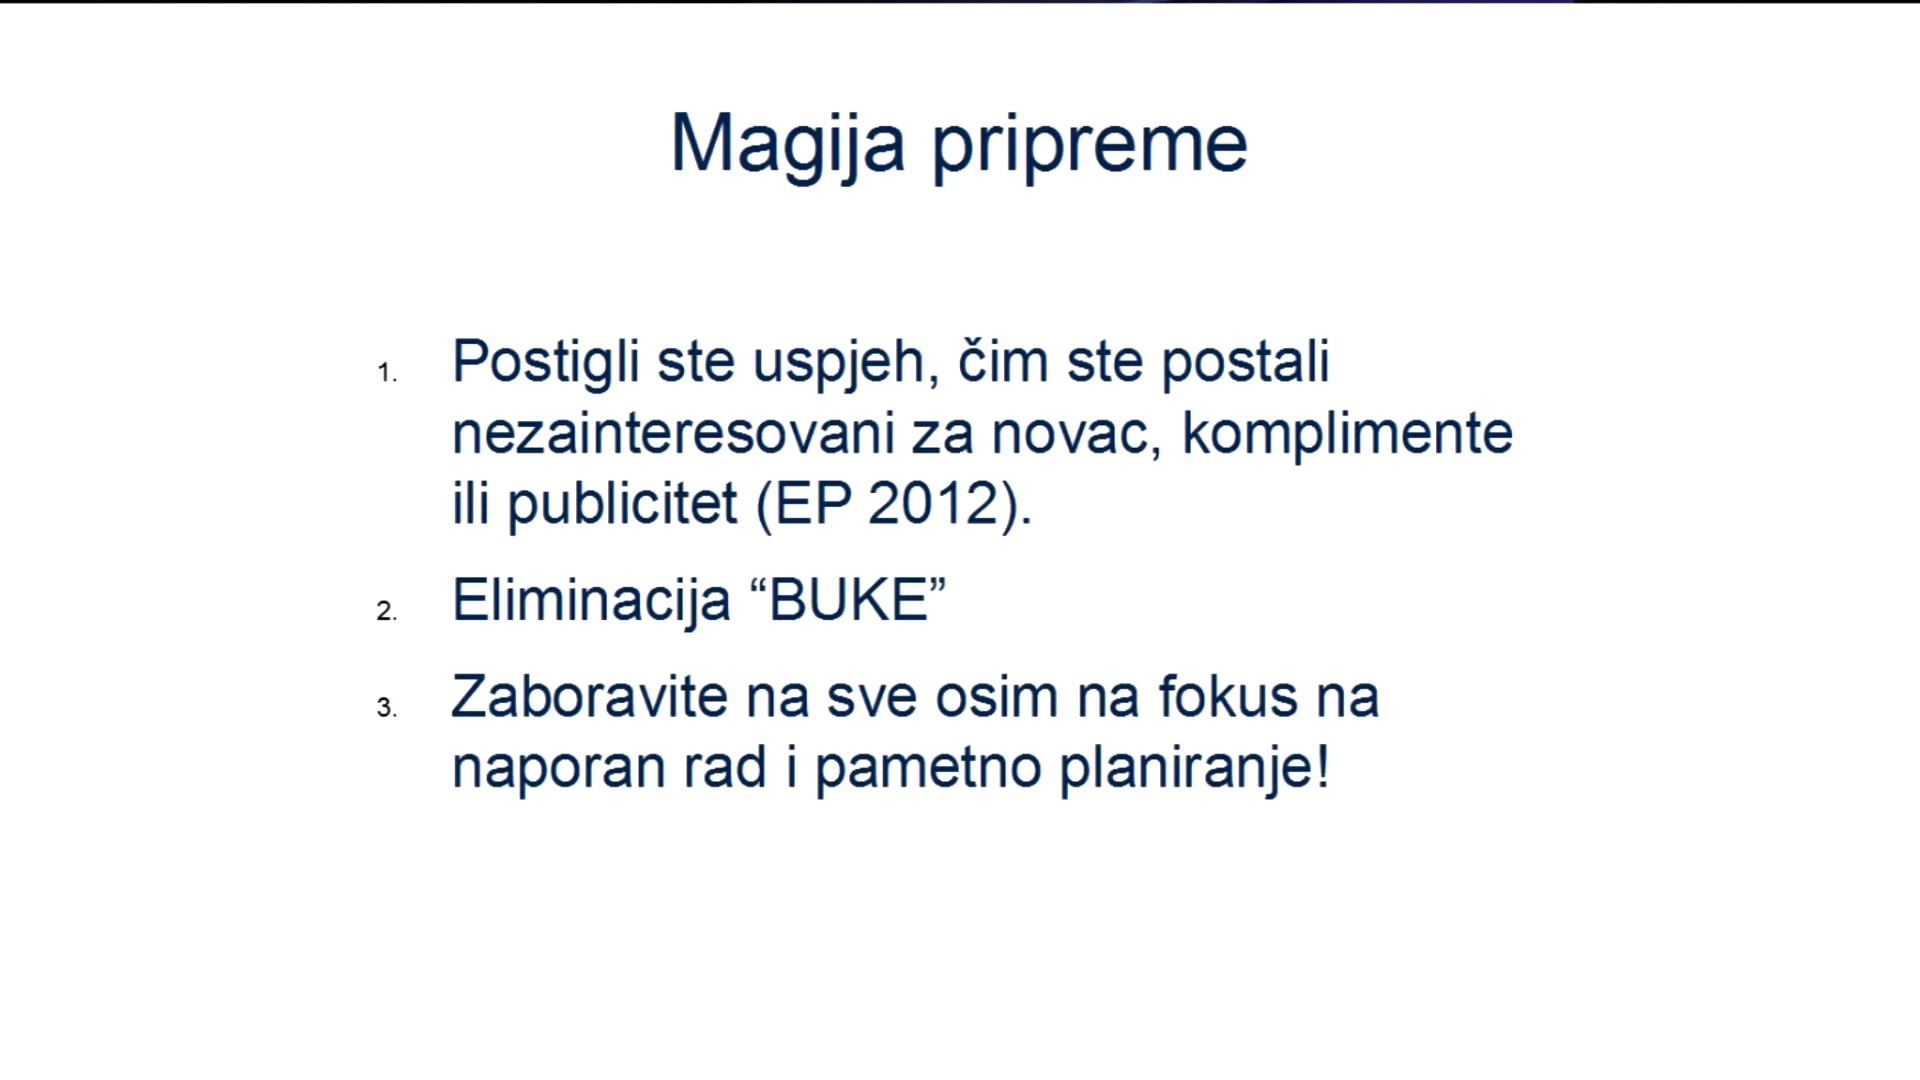 Magija pripreme
1. Postigli ste uspjeh, čim ste postali
nezainteresovani za novac, komplimente
ili publicitet (EP 2012).
2. Eliminacija “BUKE”
3. Zaboravite na sve osim na fokus na
naporan rad i pametno planiranje!